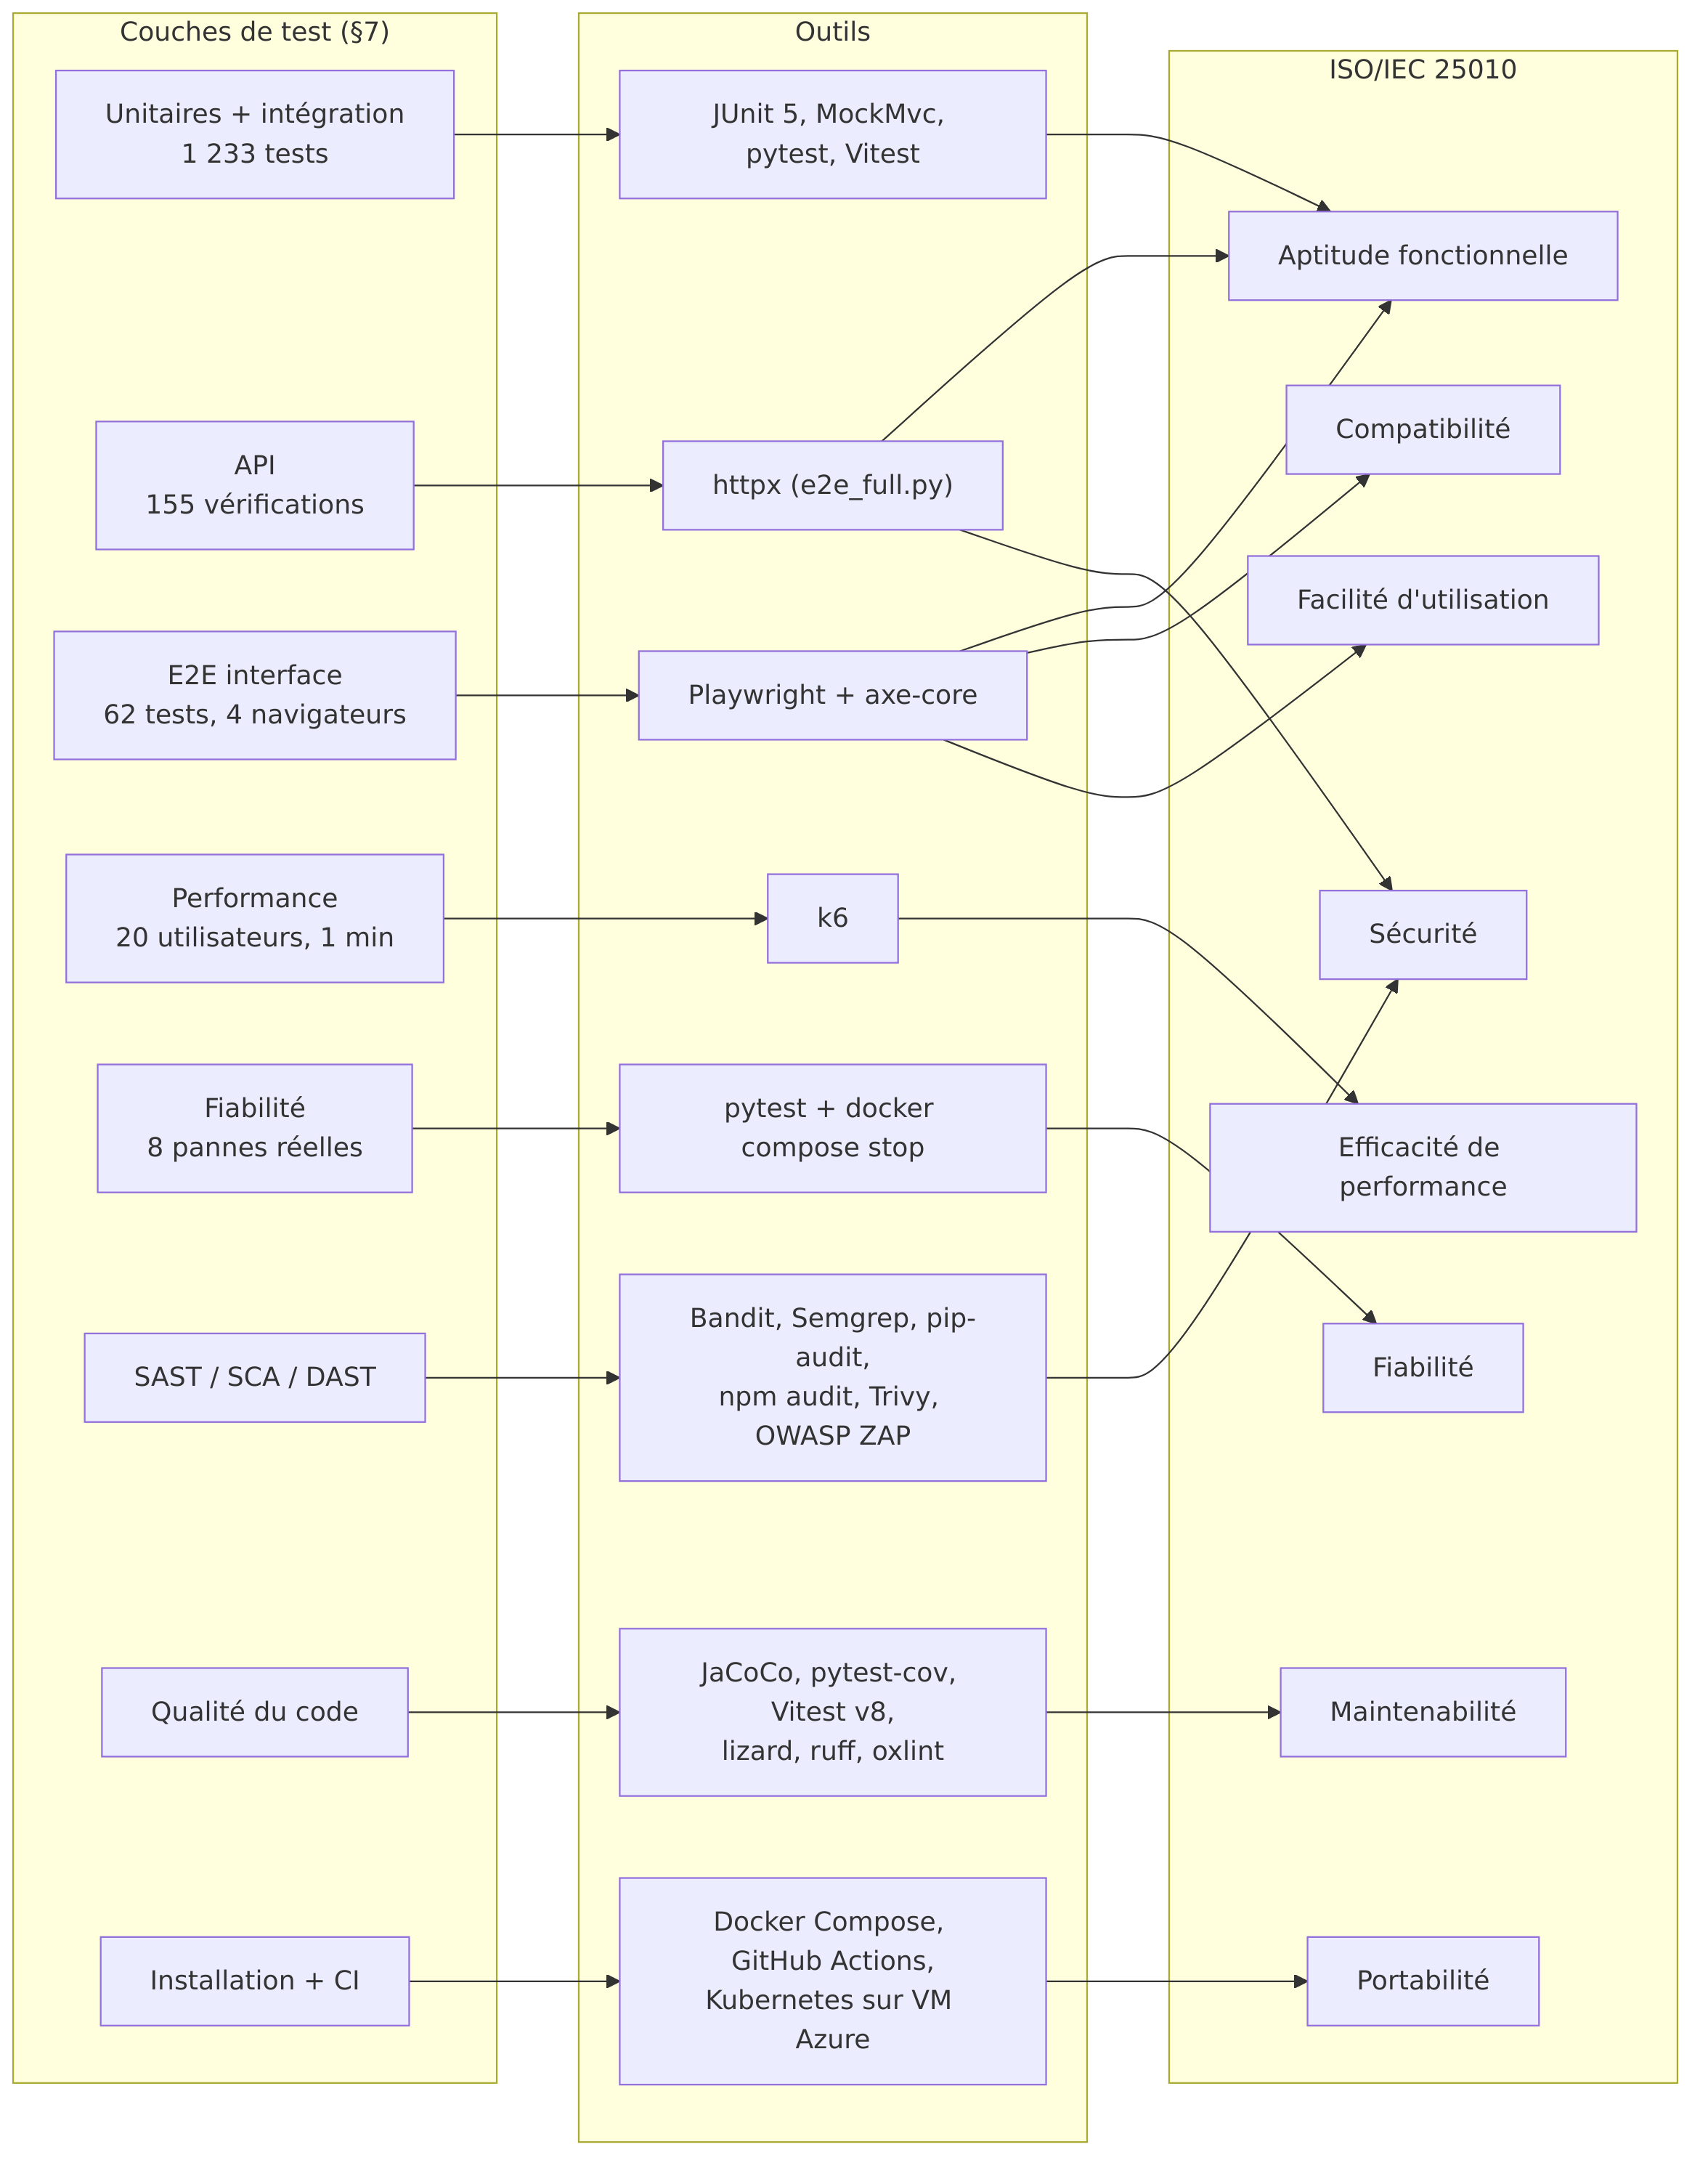 Couches de test (§7)
Unitaires + intégration
1 233 tests
API
155 vérifications
E2E interface
62 tests, 4 navigateurs
Performance
20 utilisateurs, 1 min
Fiabilité
8 pannes réelles
SAST / SCA / DAST
Qualité du code
Installation + CI
Outils
JUnit 5, MockMvc,
pytest, Vitest
httpx (e2e_full.py)
Playwright + axe-core
k6
pytest + docker
compose stop
Bandit, Semgrep, pip-
audit,
npm audit, Trivy,
OWASP ZAP
JaCoCo, pytest-cov,
Vitest v8,
lizard, ruff, oxlint
Docker Compose,
GitHub Actions,
Kubernetes sur VM
Azure
ISO/IEC 25010
Aptitude fonctionnelle
Compatibilité
Facilité d'utilisation
Sécurité
Efficacité de
performance
Fiabilité
Maintenabilité
Portabilité